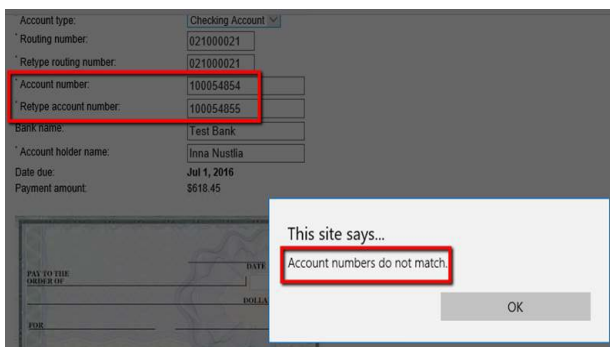 Account type: Checking Account
* Routing number: 021000021
* Retype routing number: 021000021
* Account number: 100054854
* Retype account number: 100054855
Bank name: Test Bank
* Account holder name: Inna Nustlia
Date due: Jul 1, 2016
Payment amount: $618.45
This site says...
Account numbers do not match.
OK
DATE
PAY TO THE
ORDER OF
DOLLA
FOR